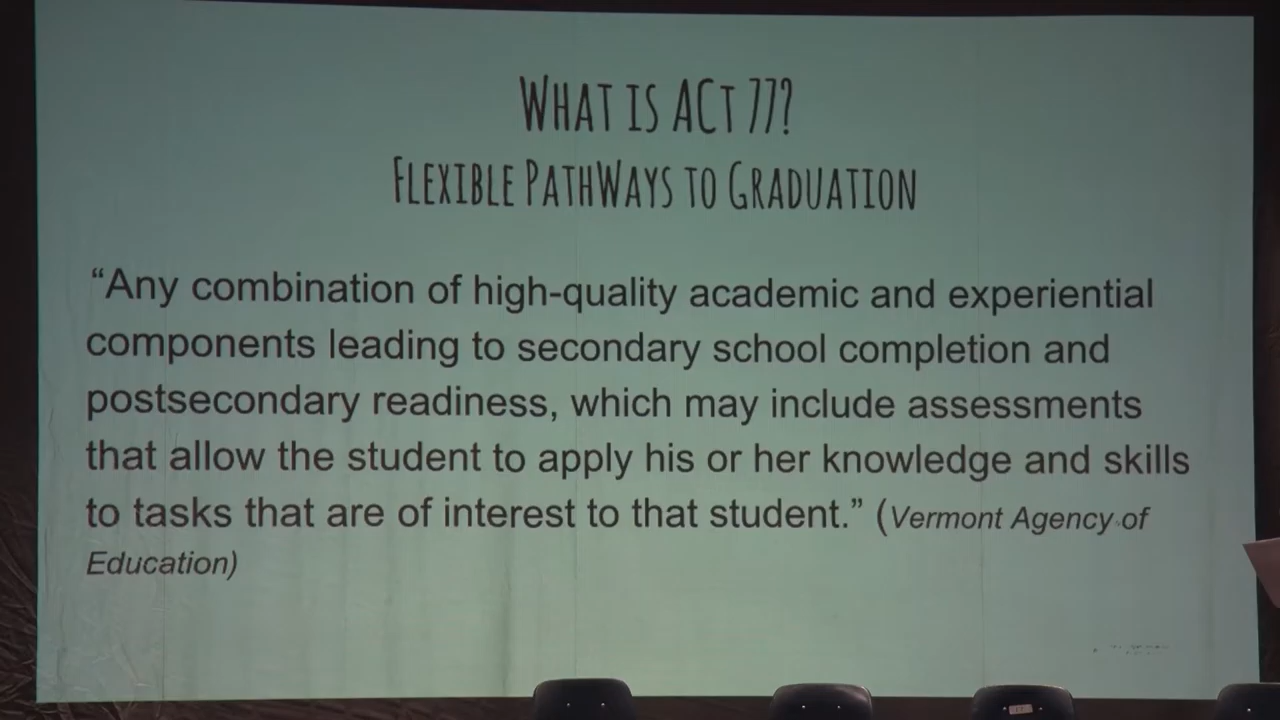 WHAT IS ACT 77?
FLEXIBLE PATHWAYS TO GRADUATION
“Any combination of high-quality academic and experiential
components leading to secondary school completion and
postsecondary readiness, which may include assessments
that allow the student to apply his or her knowledge and skills
to tasks that are of interest to that student.” (Vermont Agency of
Education)